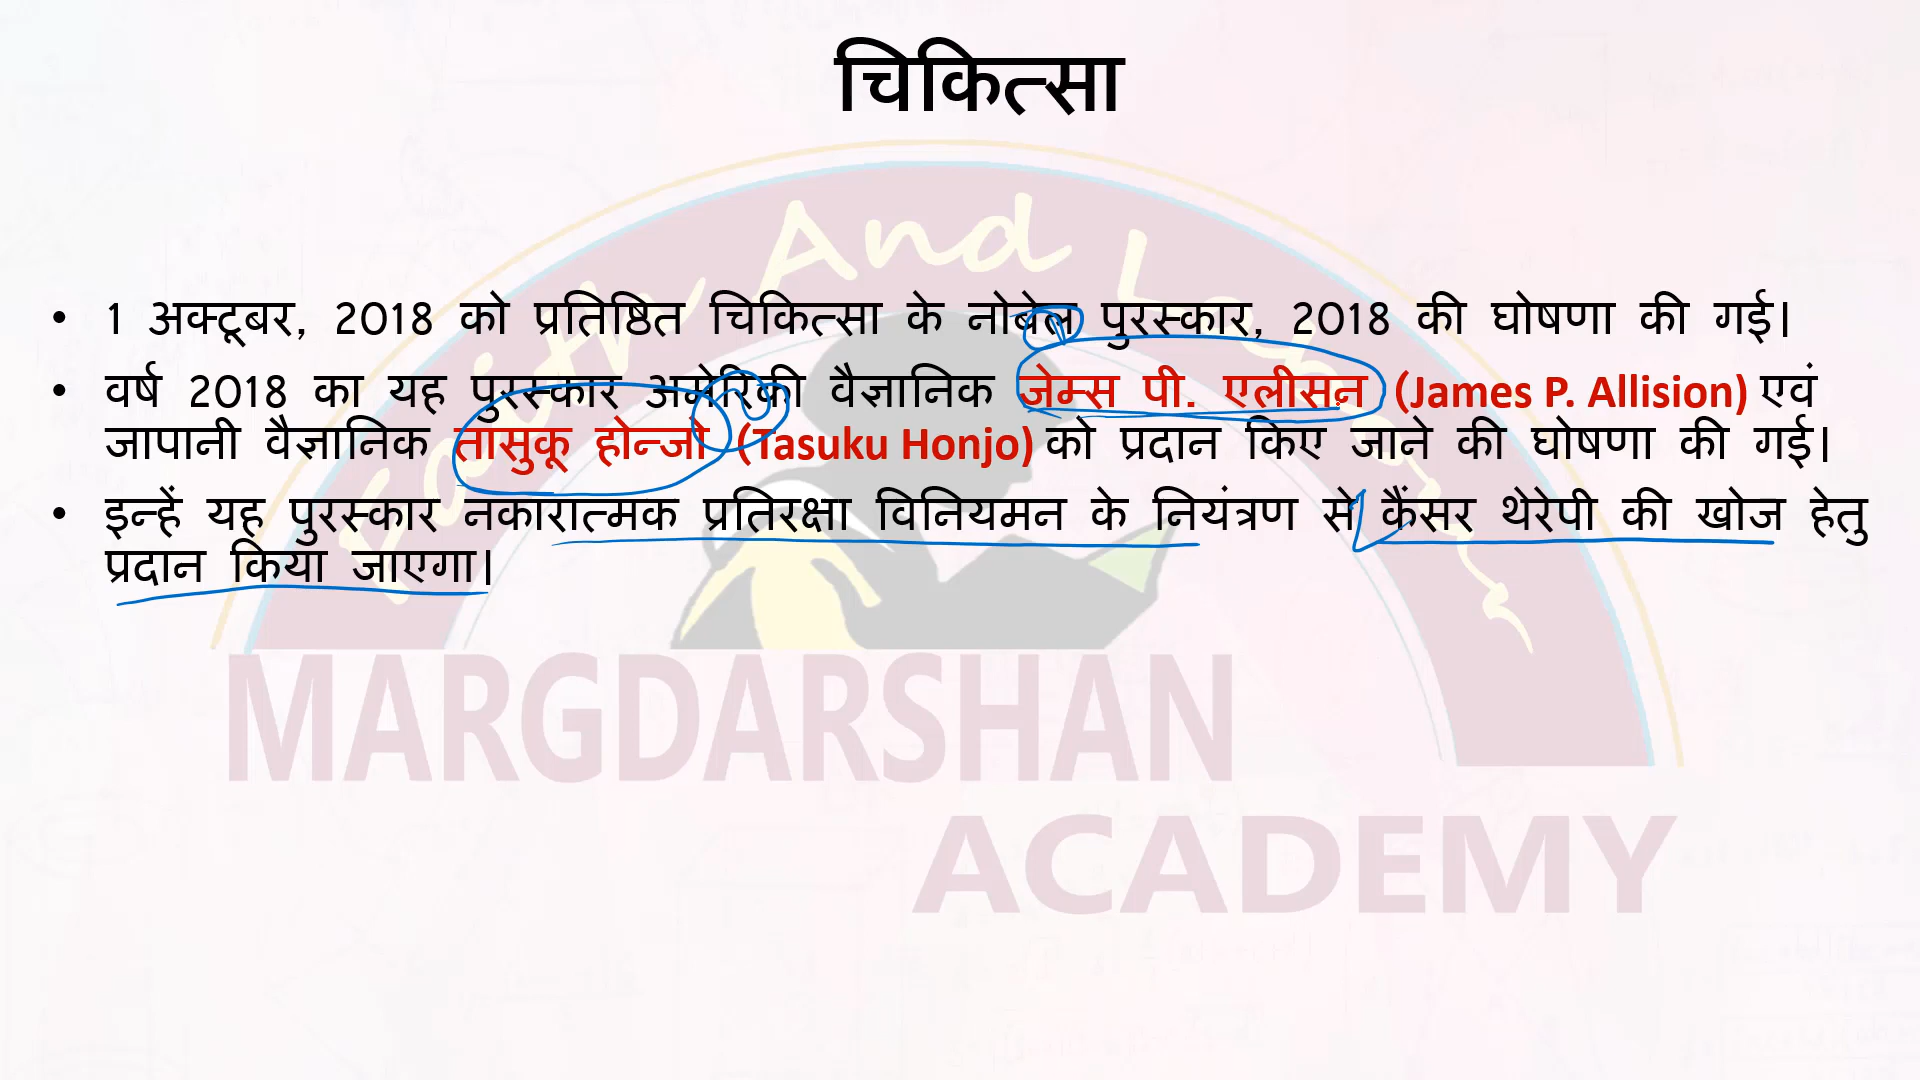 चिकित्सा
• 1 अक्टूबर, 2018 को प्रतिष्ठित चिकित्सा के नोबेल पुरस्कार, 2018 की घोषणा की गई।
• वर्ष 2018 का यह पुरस्कार अमेरिकी वैज्ञानिक जेम्स पी. एलीसन (James P. Allision) एवं
जापानी वैज्ञानिक तासुकू होन्जो (Tasuku Honjo) को प्रदान किए जाने की घोषणा की गई।
• इन्हें यह पुरस्कार नकारात्मक प्रतिरक्षा विनियमन के नियंत्रण से कैंसर थेरेपी की खोज हेतु
प्रदान किया जाएगा।
Faith And
MARGDARSHAN
ACADEMY